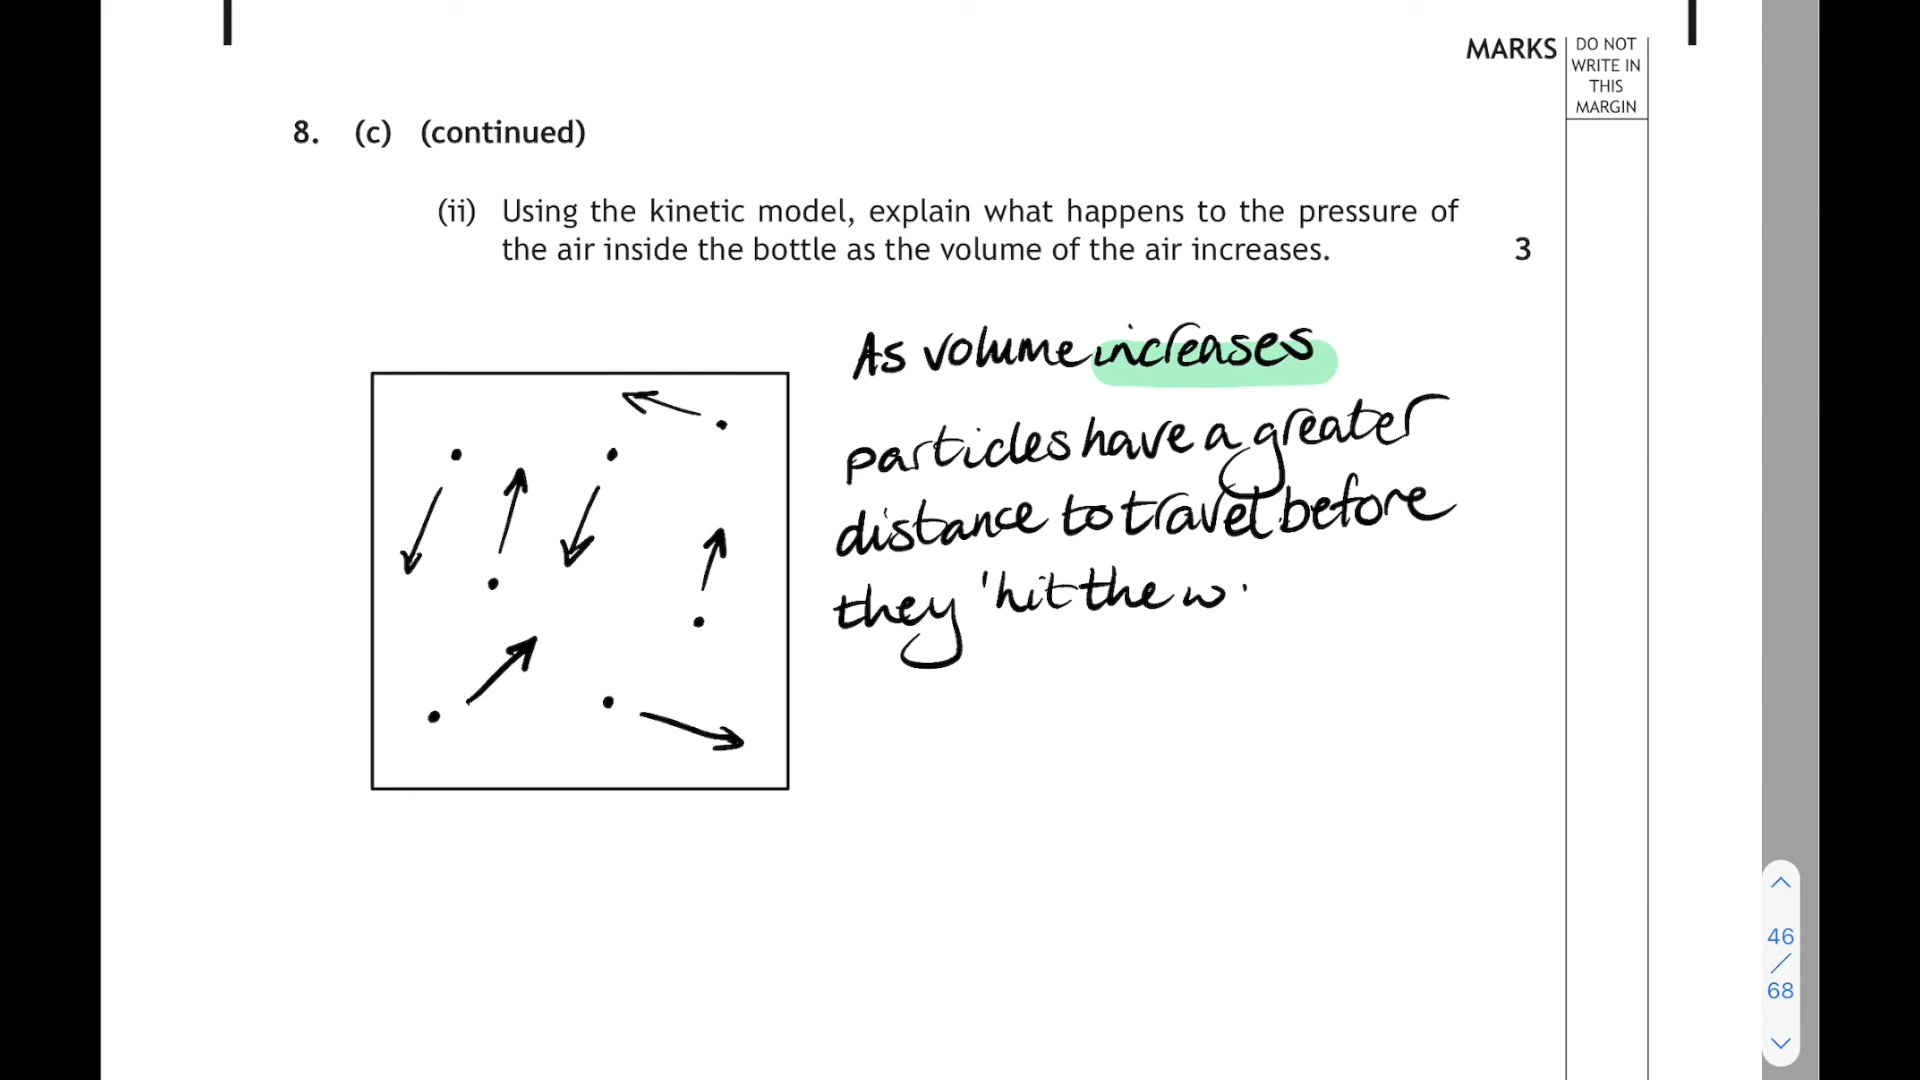 MARKS
DO NOT
WRITE IN
THIS
MARGIN
8. (c) (continued)
(ii) Using the kinetic model, explain what happens to the pressure of
the air inside the bottle as the volume of the air increases.
3
As volume increases
particles have a greater
distance to travel before
they 'hit the w
46
/
68